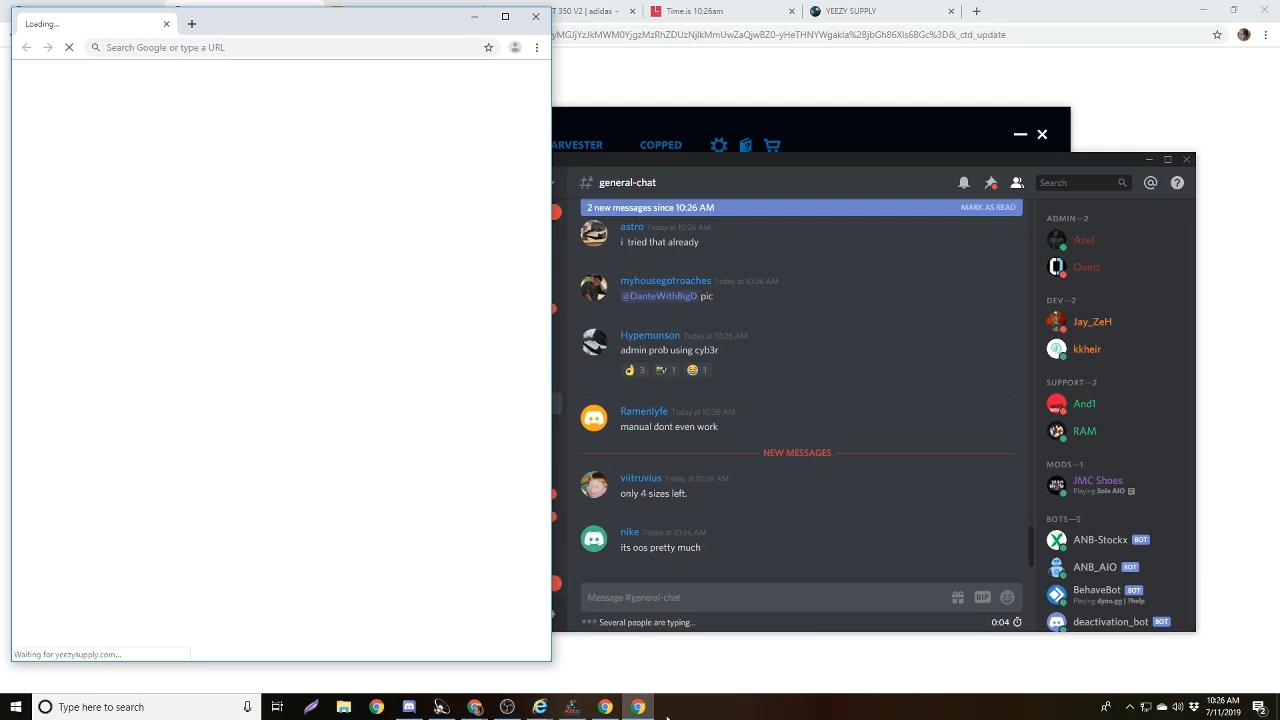 Loading...
350 V2 | adidas +
Time.is 10:26am
YEEZY SUPPLY
Search Google or type a URL
ARVESTER
COPPED
general-chat
Search
2 new messages since 10:26 AM
MARK AS READ
astro Today at 10:26 AM
i tried that already
myhousegotroaches Today at 10:26 AM
@DanteWithBigD pic
Hypemunson Today at 10:26 AM
admin prob using cyb3r
3
1
1
Ramenlyfe Today at 10:26 AM
manual dont even work
NEW MESSAGES
viitruvius Today at 10:26 AM
only 4 sizes left.
nike Today at 10:26 AM
its oos pretty much
Message #general-chat
GIF
Several people are typing...
0:04
ADMIN—2
Axel
Oumz
DEV—2
Jay_ZeH
kkheir
SUPPORT—2
And1
RAM
MODS—1
JMC Shoes
Playing Sole AIO
BOTS—5
ANB-Stockx BOT
ANB_AIO BOT
BehaveBot BOT
Playing dyno.gg | ?help
deactivation_bot BOT
Waiting for yeezysupply.com...
Type here to search
10:26 AM
7/11/2019